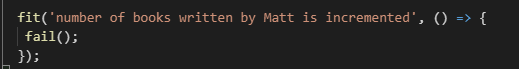 fit('number of books written by Matt is incremented', () => {
fail();
});